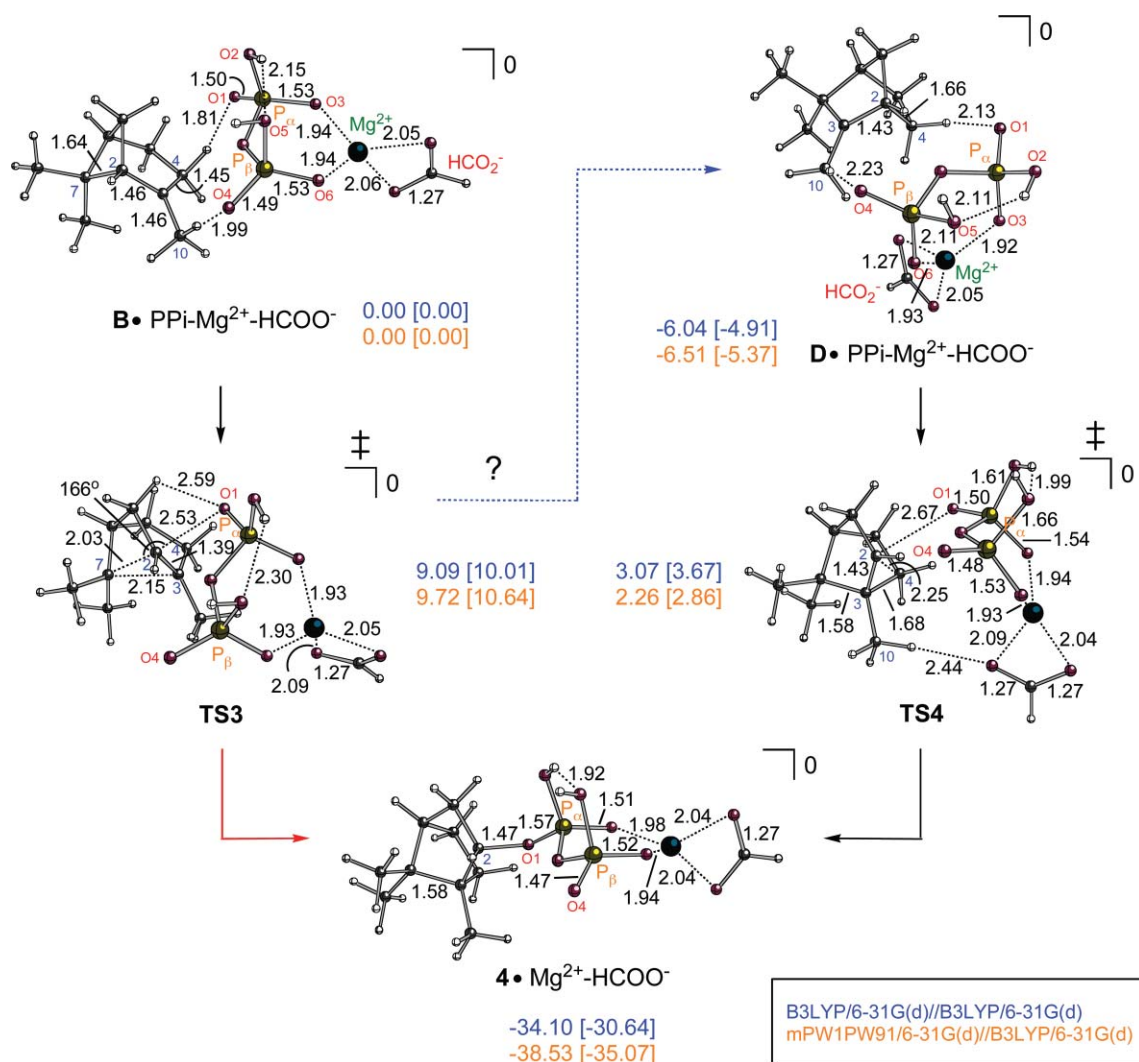 0
O2
2.15
1.50
1.53
O1
O3
1.81
Pα
O5
1.94
Mg2+
2.05
1.64
4
Pβ
1.94
HCO2-
2
1.45
1.53
O6
2.06
1.27
7
1.46
O4
1.49
1.46
1.99
10
B• PPi-Mg2+-HCOO-
0.00 [0.00]
0.00 [0.00]
0
1.66
2
2.13
3
1.43
4
O1
Pα
O2
2.23
10
Pβ
2.11
O4
O5
O3
2.11
1.92
1.27
O6
Mg2+
HCO2-
2.05
1.93
-6.04 [-4.91]
-6.51 [-5.37]
D• PPi-Mg2+-HCOO-
?
‡
0
2.59
166o
O1
2.53
Pα
2.03
4
1.39
7
2
2.15
3
2.30
1.93
1.93
2.05
O4
Pβ
1.27
2.09
TS3
9.09 [10.01]
9.72 [10.64]
‡
0
1.61
1.99
O1
1.50
2.67
Pα
1.66
O4
1.54
2
1.48
1.43
4
1.53
1.94
2.25
3
1.93
1.58
1.68
2.09
2.04
10
2.44
1.27
1.27
TS4
3.07 [3.67]
2.26 [2.86]
0
1.92
Pα
1.51
1.47
1.57
1.98
2.04
1.27
2
O1
1.52
1.58
1.47
Pβ
2.04
O4
1.94
4• Mg2+-HCOO-
-34.10 [-30.64]
-38.53 [-35.07]
B3LYP/6-31G(d)//B3LYP/6-31G(d)
mPW1PW91/6-31G(d)//B3LYP/6-31G(d)